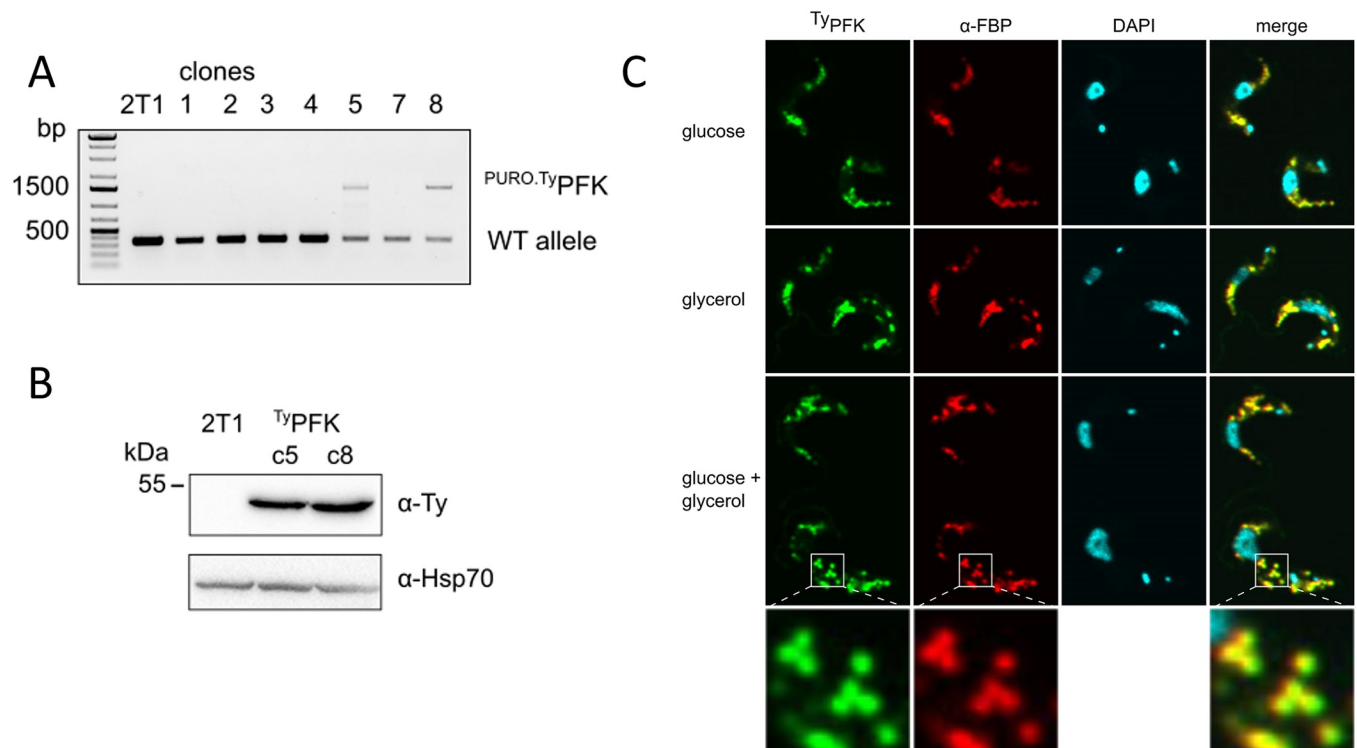 A
clones
2T1 1 2 3 4 5 7 8
bp
1500
500
PURO.TyPFK
WT allele
B
2T1 TyPFK
c5 c8
kDa
55
α-Ty
α-Hsp70
C
TyPFK α-FBP DAPI merge
glucose
glycerol
glucose +
glycerol